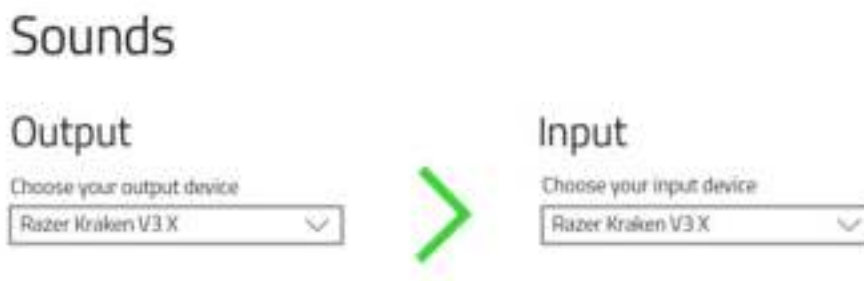 Sounds
Output
Choose your output device
Razer Kraken V3 X
Input
Choose your input device
Razer Kraken V3 X